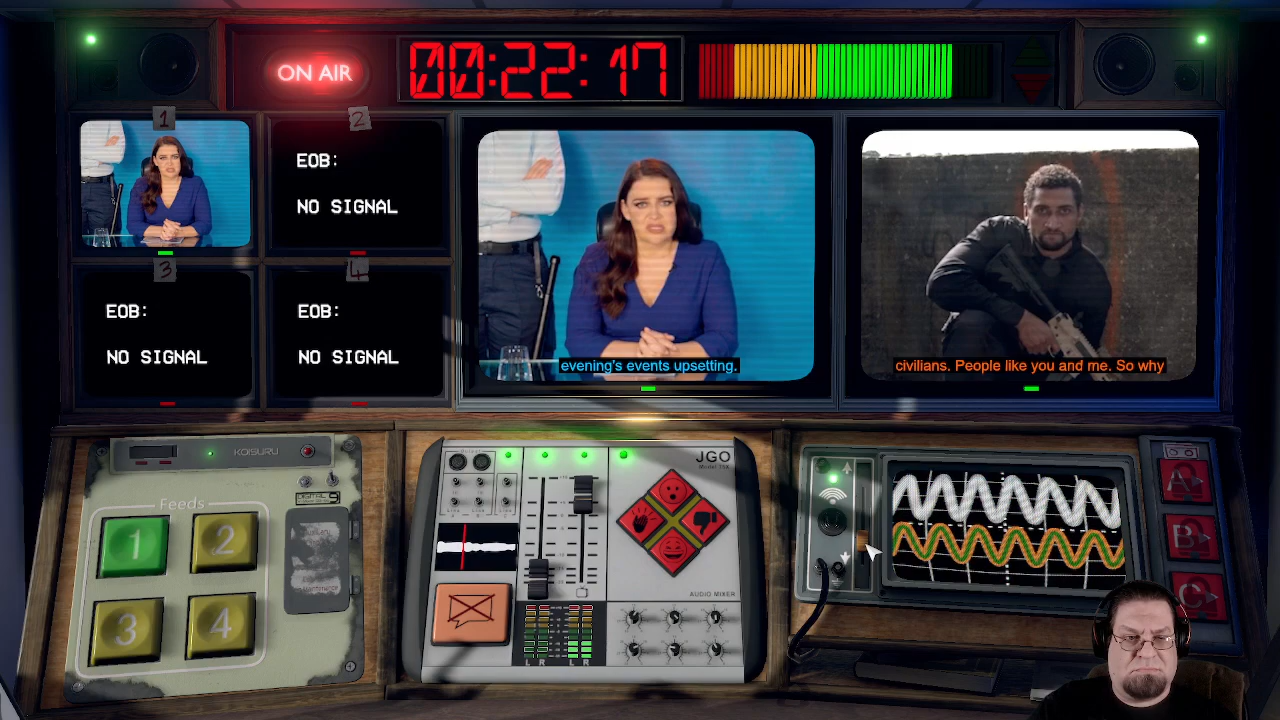 ON AIR
00:22:17
1
2
EOB:
NO SIGNAL
3
4
EOB:
NO SIGNAL
EOB:
NO SIGNAL
evening's events upsetting.
civilians. People like you and me. So why
KOISURU
Feeds
1
2
3
4
JGO
AUDIO MIXER
L R
L R
A
B
C